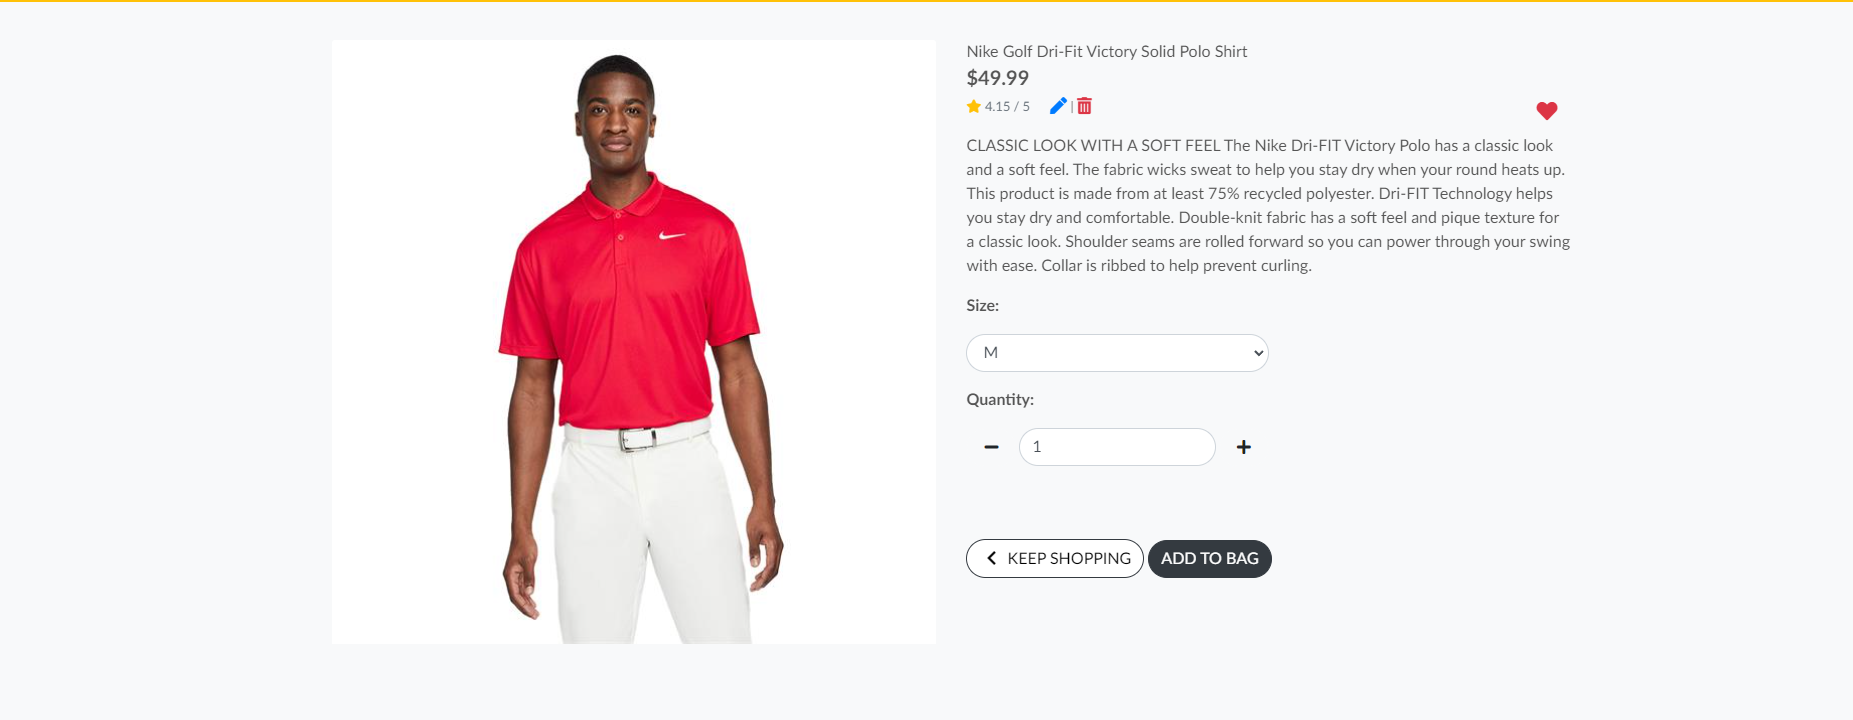 Nike Golf Dri-Fit Victory Solid Polo Shirt
$49.99
4.15 / 5 |
CLASSIC LOOK WITH A SOFT FEEL The Nike Dri-FIT Victory Polo has a classic look
and a soft feel. The fabric wicks sweat to help you stay dry when your round heats up.
This product is made from at least 75% recycled polyester. Dri-FIT Technology helps
you stay dry and comfortable. Double-knit fabric has a soft feel and pique texture for
a classic look. Shoulder seams are rolled forward so you can power through your swing
with ease. Collar is ribbed to help prevent curling.
Size:
M
Quantity:
1
KEEP SHOPPING
ADD TO BAG